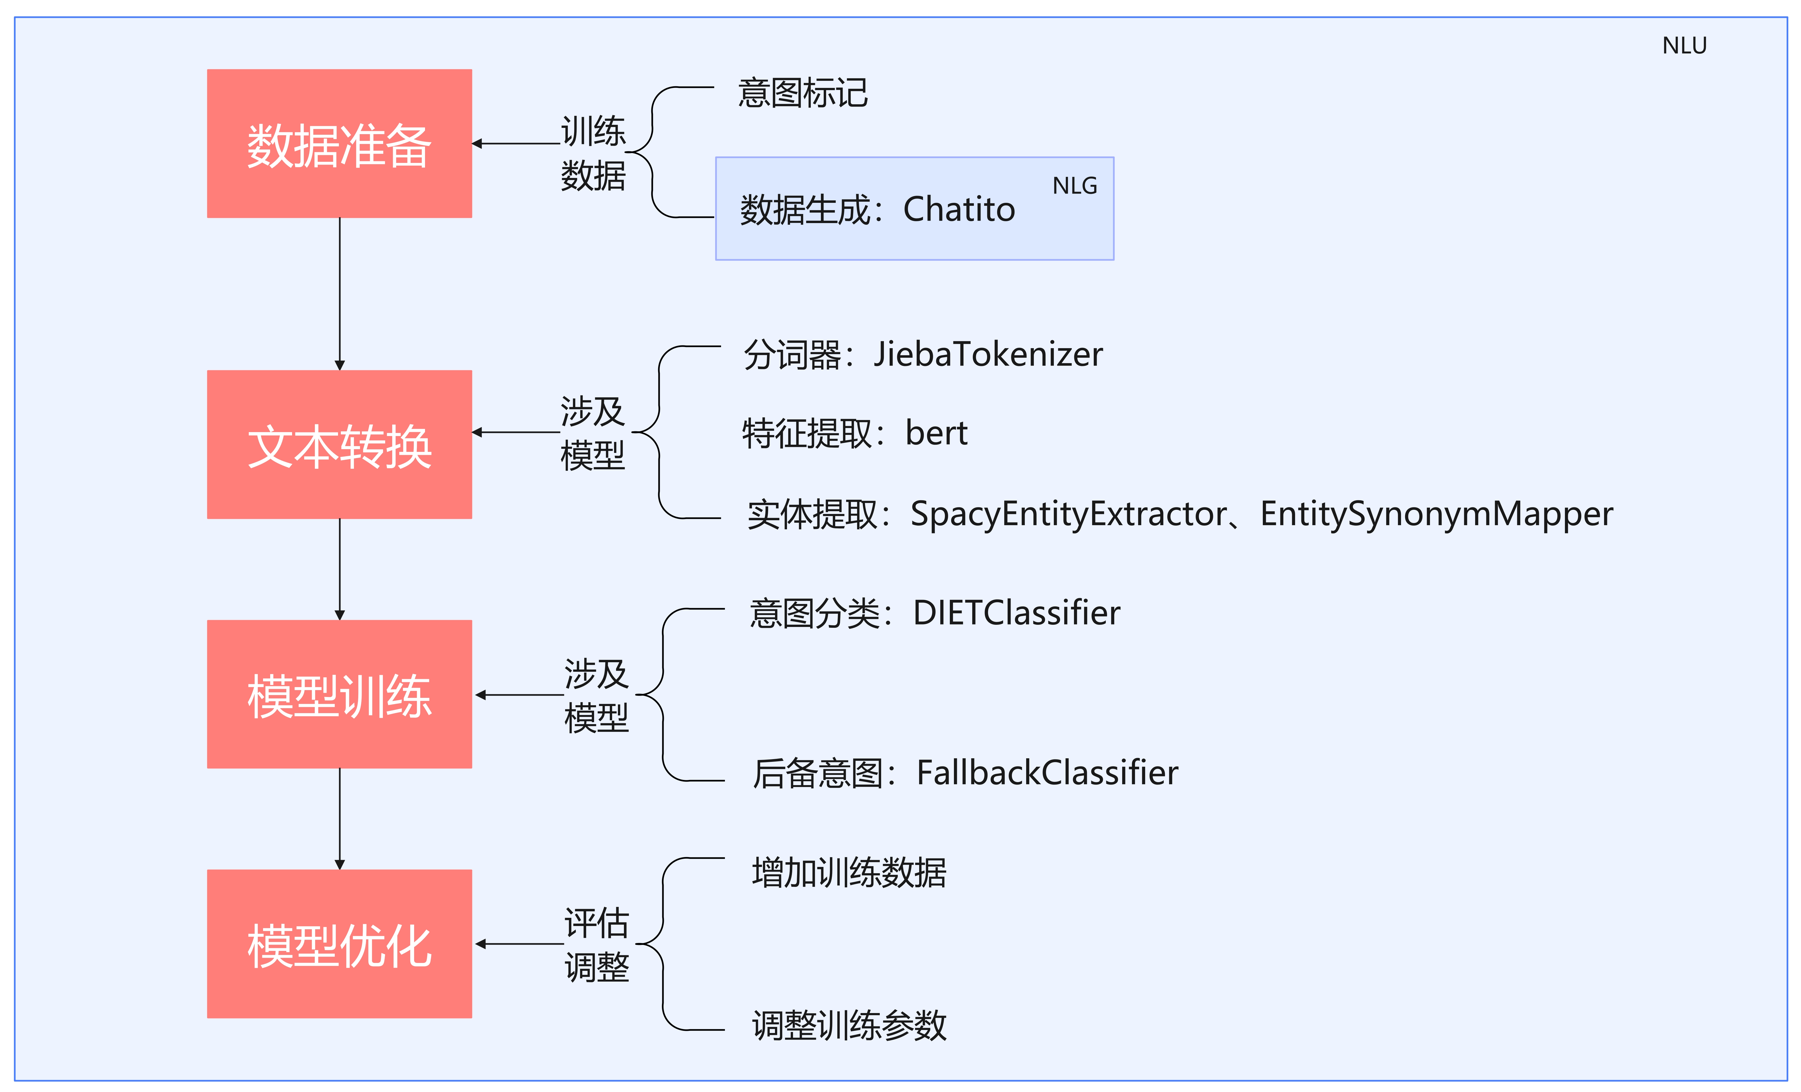 NLU
数据准备
训练
数据
意图标记
NLG
数据生成：Chatito
文本转换
涉及
模型
分词器：JiebaTokenizer
特征提取：bert
实体提取：SpacyEntityExtractor、EntitySynonymMapper
模型训练
涉及
模型
意图分类：DIETClassifier
后备意图：FallbackClassifier
模型优化
评估
调整
增加训练数据
调整训练参数